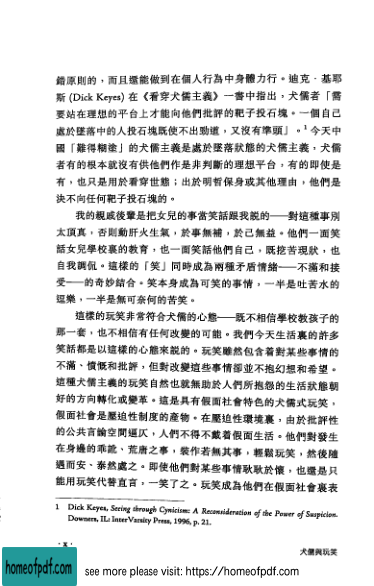 錯原則的，而且還能做到在個人行為中身體力行。迪克．基耶
斯 (Dick Keyes) 在《看穿犬儒主義》一書中指出，犬儒者「需
要站在理想的平台上才能向他們批評的靶子投石塊。一個自己
處於墜落中的人投石塊既使不出勁道，又沒有準頭」。1 今天中
國「難得糊塗」的犬儒主義是處於墜落狀態的犬儒主義，犬儒
者有的根本就沒有供他們作是非判斷的理想平台，有的即使是
有，也只是用於看穿世態；出於明哲保身或其他理由，他們是
決不向任何靶子投石塊的。
我的親戚後輩是把女兒的事當笑話跟我說的——對這種事別
太頂真，否則動肝火生氣，於事無補，於己無益。他們一面笑
話女兒學校裏的教育，也一面笑話他們自己，既挖苦現狀，也
自我調侃。這樣的「笑」同時成為兩種矛盾情緒——不滿和接
受——的奇妙結合。笑本身成為可笑的事情，一半是吐苦水的
逗樂，一半是無可奈何的苦笑。
這樣的玩笑非常符合犬儒的心態——既不相信學校教孩子的
那一套，也不相信有任何改變的可能。我們今天生活裏的許多
笑話都是以這樣的心態來說的。玩笑雖然包含着對某些事情的
不滿、憤慨和批評，但對改變這些事情卻並不抱幻想和希望。
這種犬儒主義的玩笑自然也就無助於人們所抱怨的生活狀態朝
好的方向轉化或變革。這是具有假面社會特色的犬儒式玩笑，
假面社會是壓迫性制度的產物。在壓迫性環境裏，由於批評性
的公共言論空間逼仄，人們不得不戴着假面生活。他們對發生
在身邊的乖訛、荒唐之事，裝作若無其事，輕鬆玩笑，然後隨
遇而安、泰然處之。即使他們對某些事情耿耿於懷，也還是只
能用玩笑代替直言，一笑了之。玩笑成為他們在假面社會裏表
1 Dick Keyes, Seeing through Cynicism: A Reconsideration of the Power of Suspicion.
Downers, IL: InterVarsity Press, 1996, p. 21.
· x ·
犬儒與玩笑
homeofpdf.com
see more please visit: https://homeofpdf.com